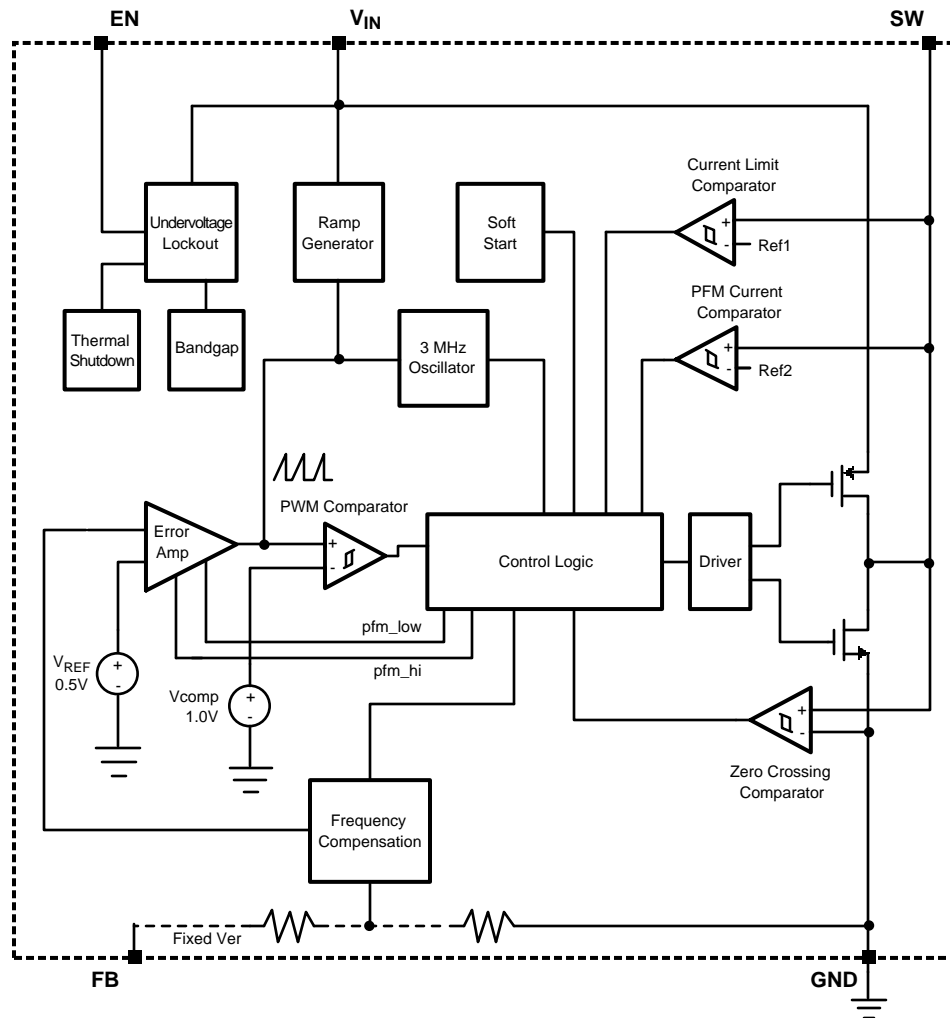 EN
VIN
SW
Current Limit
Comparator
Undervoltage
Lockout
Ramp
Generator
Soft
Start
+
-
Ref1
PFM Current
Comparator
Thermal
Shutdown
Bandgap
3 MHz
Oscillator
+
-
Ref2
PWM Comparator
Error
Amp
+
-
Control Logic
Driver
pfm_low
pfm_hi
VREF
0.5V
+
-
Vcomp
1.0V
+
-
+
-
Zero Crossing
Comparator
Frequency
Compensation
Fixed Ver
FB
GND